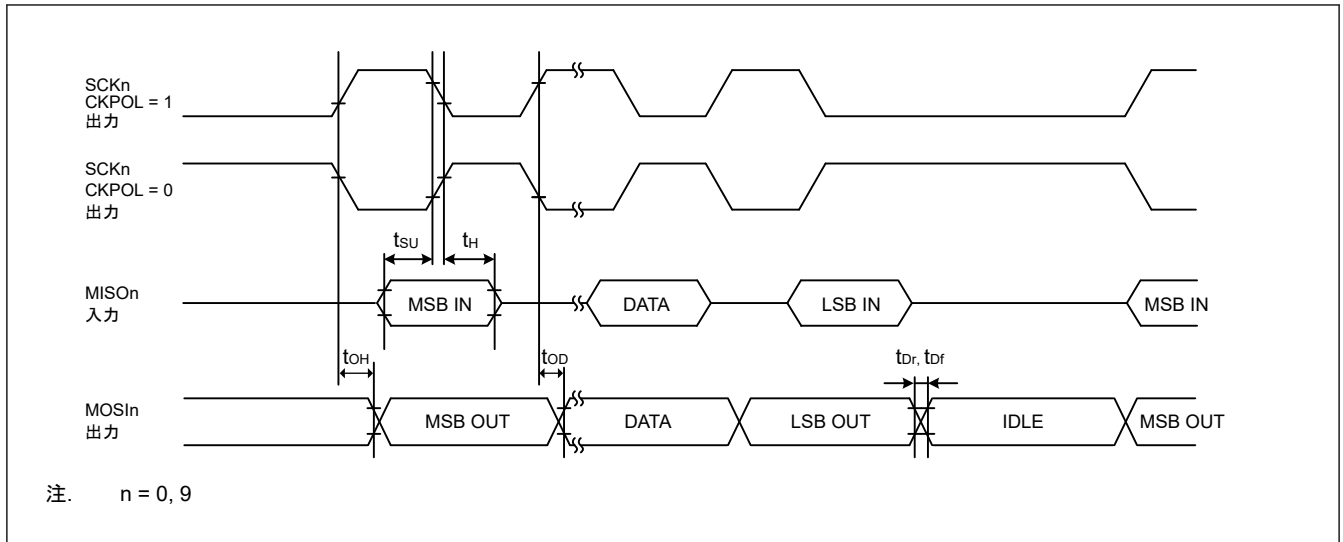 SCKn
CKPOL = 1
出力
SCKn
CKPOL = 0
出力
tSU tH
MISOn
入力
MSB IN DATA LSB IN MSB IN
tOH tOD tDr, tDf
MOSIn
出力
MSB OUT DATA LSB OUT IDLE MSB OUT
注. n = 0, 9